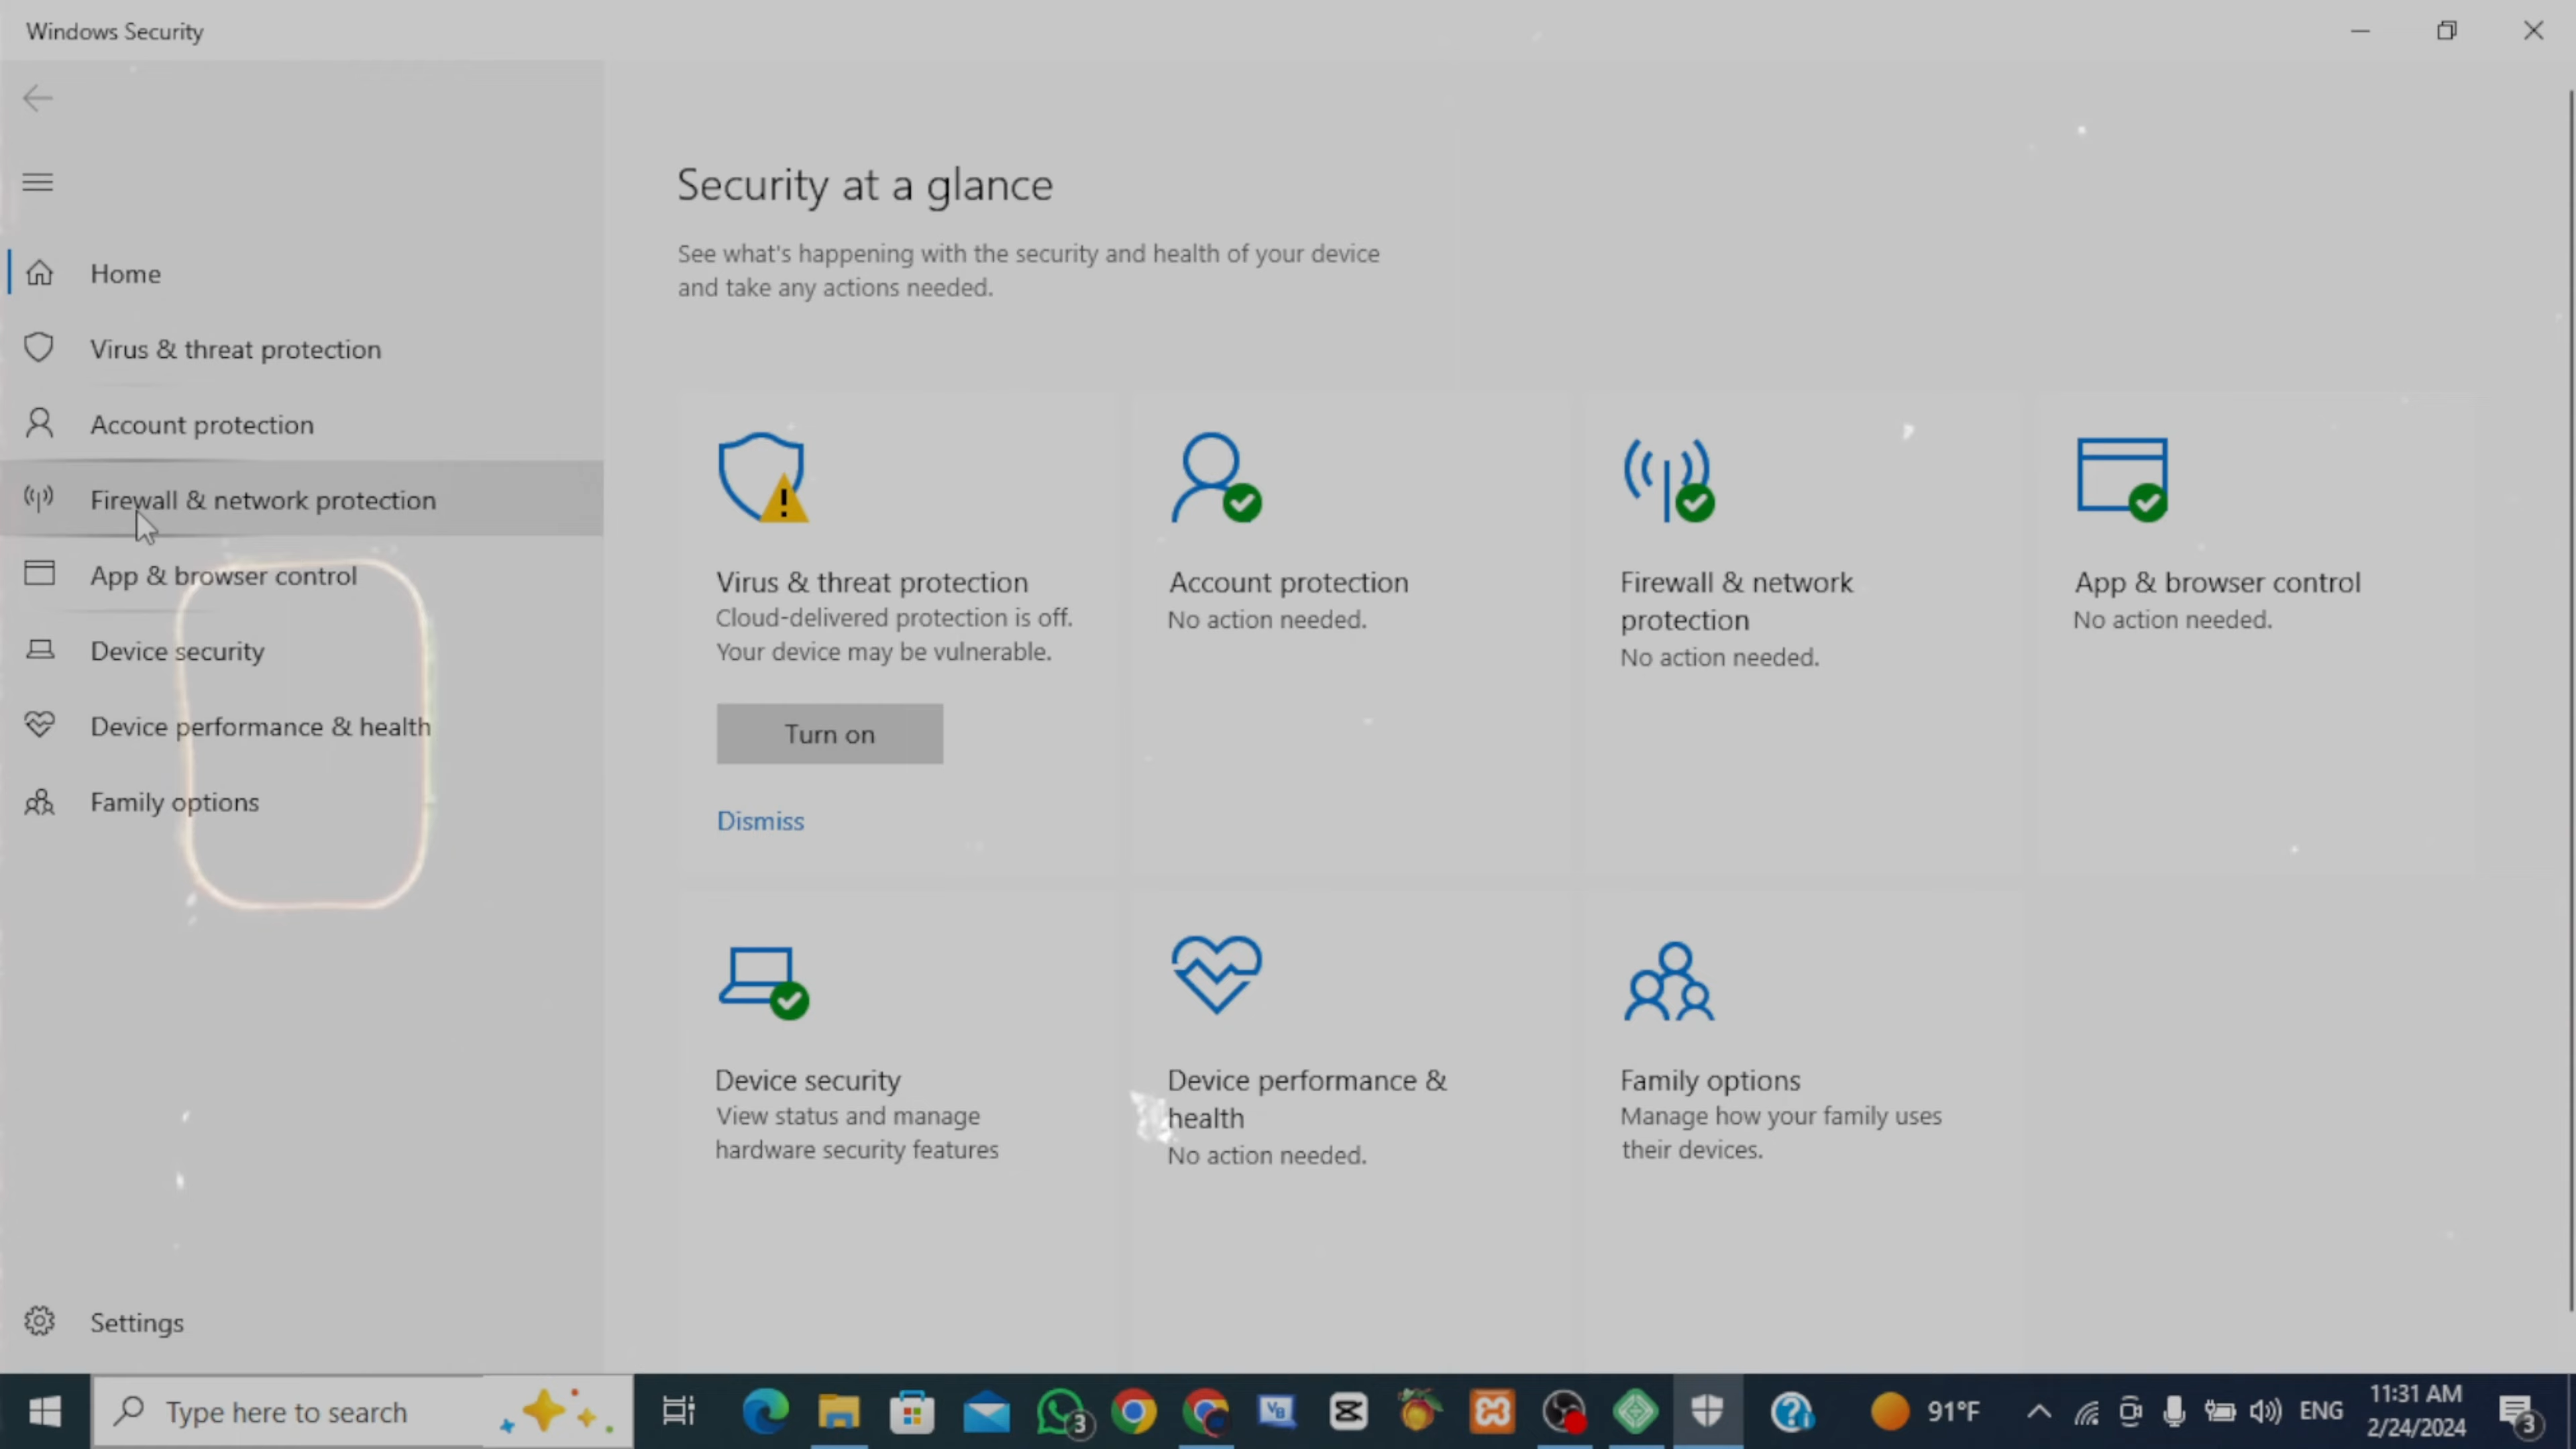 Windows Security
Home
Virus & threat protection
Account protection
Firewall & network protection
App & browser control
Device security
Device performance & health
Family options
Settings
Security at a glance
See what's happening with the security and health of your device
and take any actions needed.
Virus & threat protection
Cloud-delivered protection is off.
Your device may be vulnerable.
Turn on
Dismiss
Account protection
No action needed.
Firewall & network
protection
No action needed.
App & browser control
No action needed.
Device security
View status and manage
hardware security features
Device performance &
health
No action needed.
Family options
Manage how your family uses
their devices.
Type here to search
3
VB
91°F
ENG
11:31 AM
2/24/2024
3